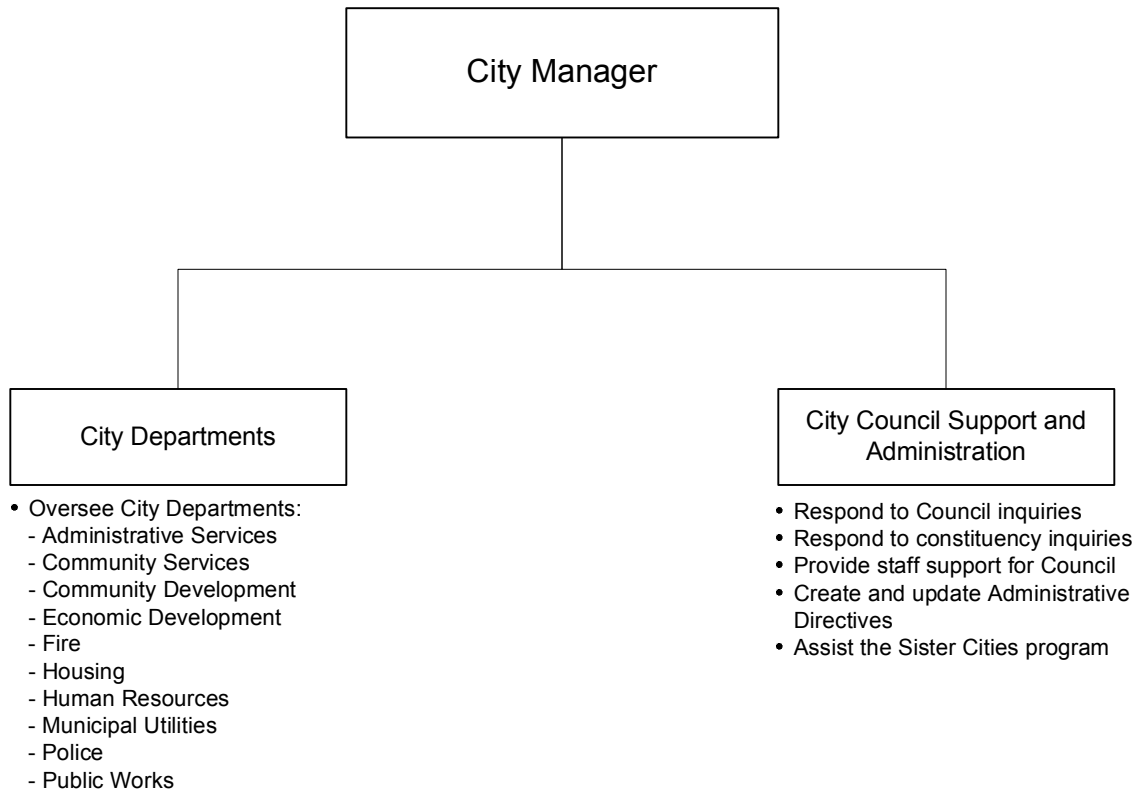 City Manager
City Departments
• Oversee City Departments:
- Administrative Services
- Community Services
- Community Development
- Economic Development
- Fire
- Housing
- Human Resources
- Municipal Utilities
- Police
- Public Works
City Council Support and
Administration
• Respond to Council inquiries
• Respond to constituency inquiries
• Provide staff support for Council
• Create and update Administrative
Directives
• Assist the Sister Cities program